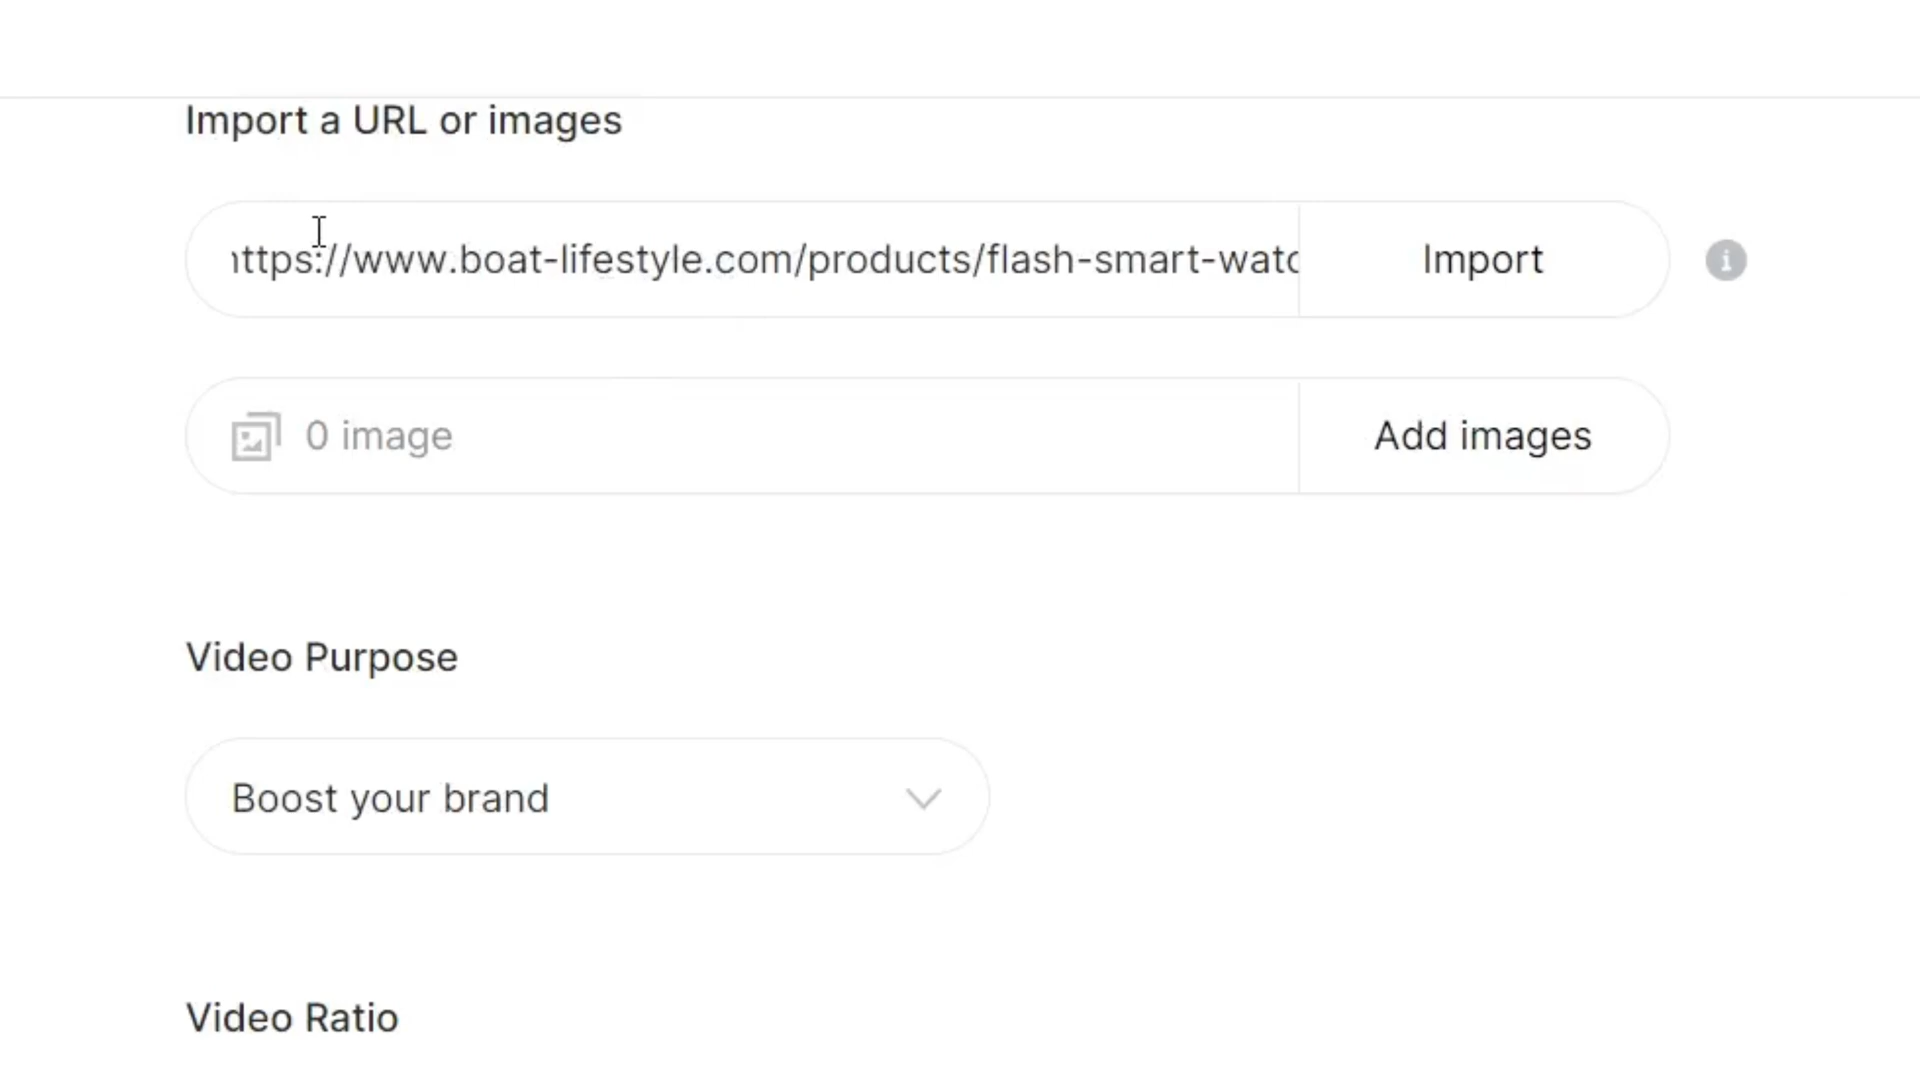 Import a URL or images
https://www.boat-lifestyle.com/products/flash-smart-watc
Import
0 image
Add images
Video Purpose
Boost your brand
Video Ratio